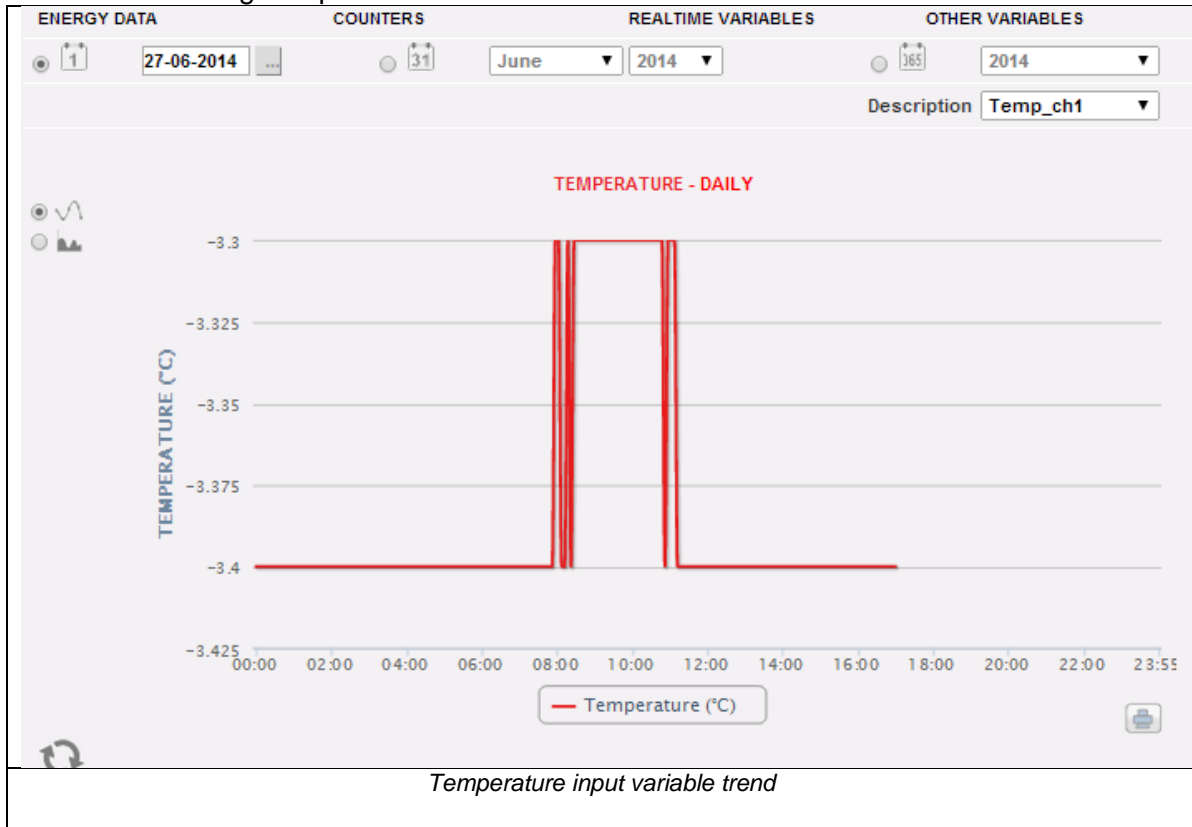 ENERGY DATA COUNTERS REALTIME VARIABLES OTHER VARIABLES
1 27-06-2014 ... 31 June 2014 365 2014
Description Temp_ch1
TEMPERATURE - DAILY
TEMPERATURE (°C)
-3.3
-3.325
-3.35
-3.375
-3.4
-3.425
00:00 02:00 04:00 06:00 08:00 10:00 12:00 14:00 16:00 18:00 20:00 22:00 23:55
Temperature (°C)
Temperature input variable trend